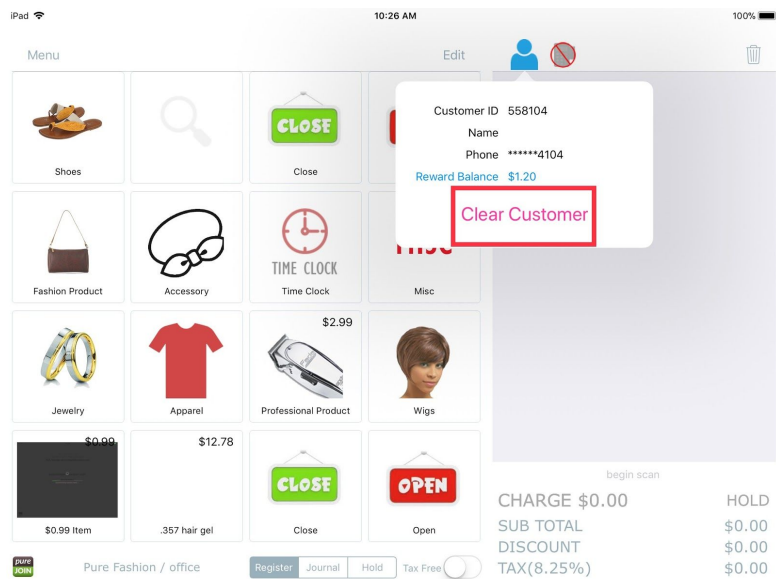 iPad
10:26 AM
100%
Menu
Edit
Customer ID 558104
Name
Phone ******4104
Reward Balance $1.20
Clear Customer
CLOSE
Shoes
Close
TIME CLOCK
Fashion Product
Accessory
Time Clock
Misc
$2.99
Jewelry
Apparel
Professional Product
Wigs
$0.99
$12.78
CLOSE
OPEN
$0.99 Item
.357 hair gel
Close
Open
begin scan
CHARGE $0.00
HOLD
SUB TOTAL
$0.00
DISCOUNT
$0.00
TAX(8.25%)
$0.00
pure
JOIN
Pure Fashion / office
Register
Journal
Hold
Tax Free